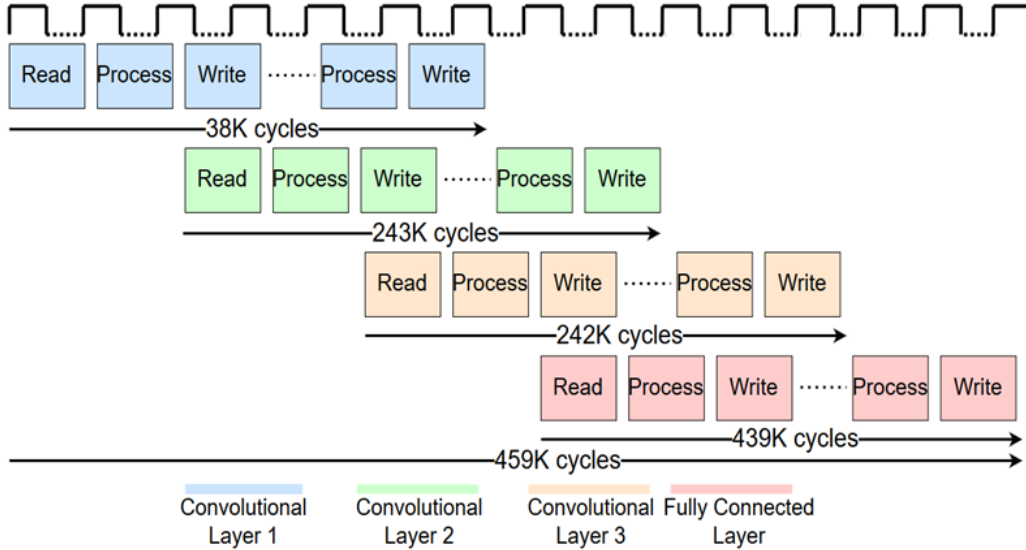 Read Process Write Process Write
38K cycles
Read Process Write Process Write
243K cycles
Read Process Write Process Write
242K cycles
Read Process Write Process Write
439K cycles
459K cycles
Convolutional Layer 1
Convolutional Layer 2
Convolutional Layer 3
Fully Connected Layer